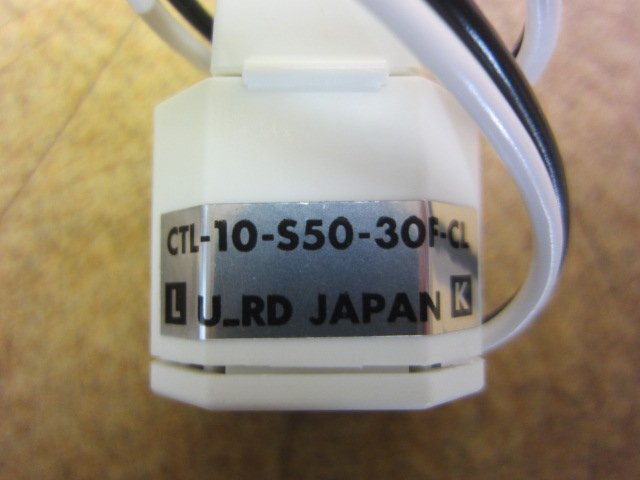 CTL-10-S50-30F-CL
L U_RD JAPAN K